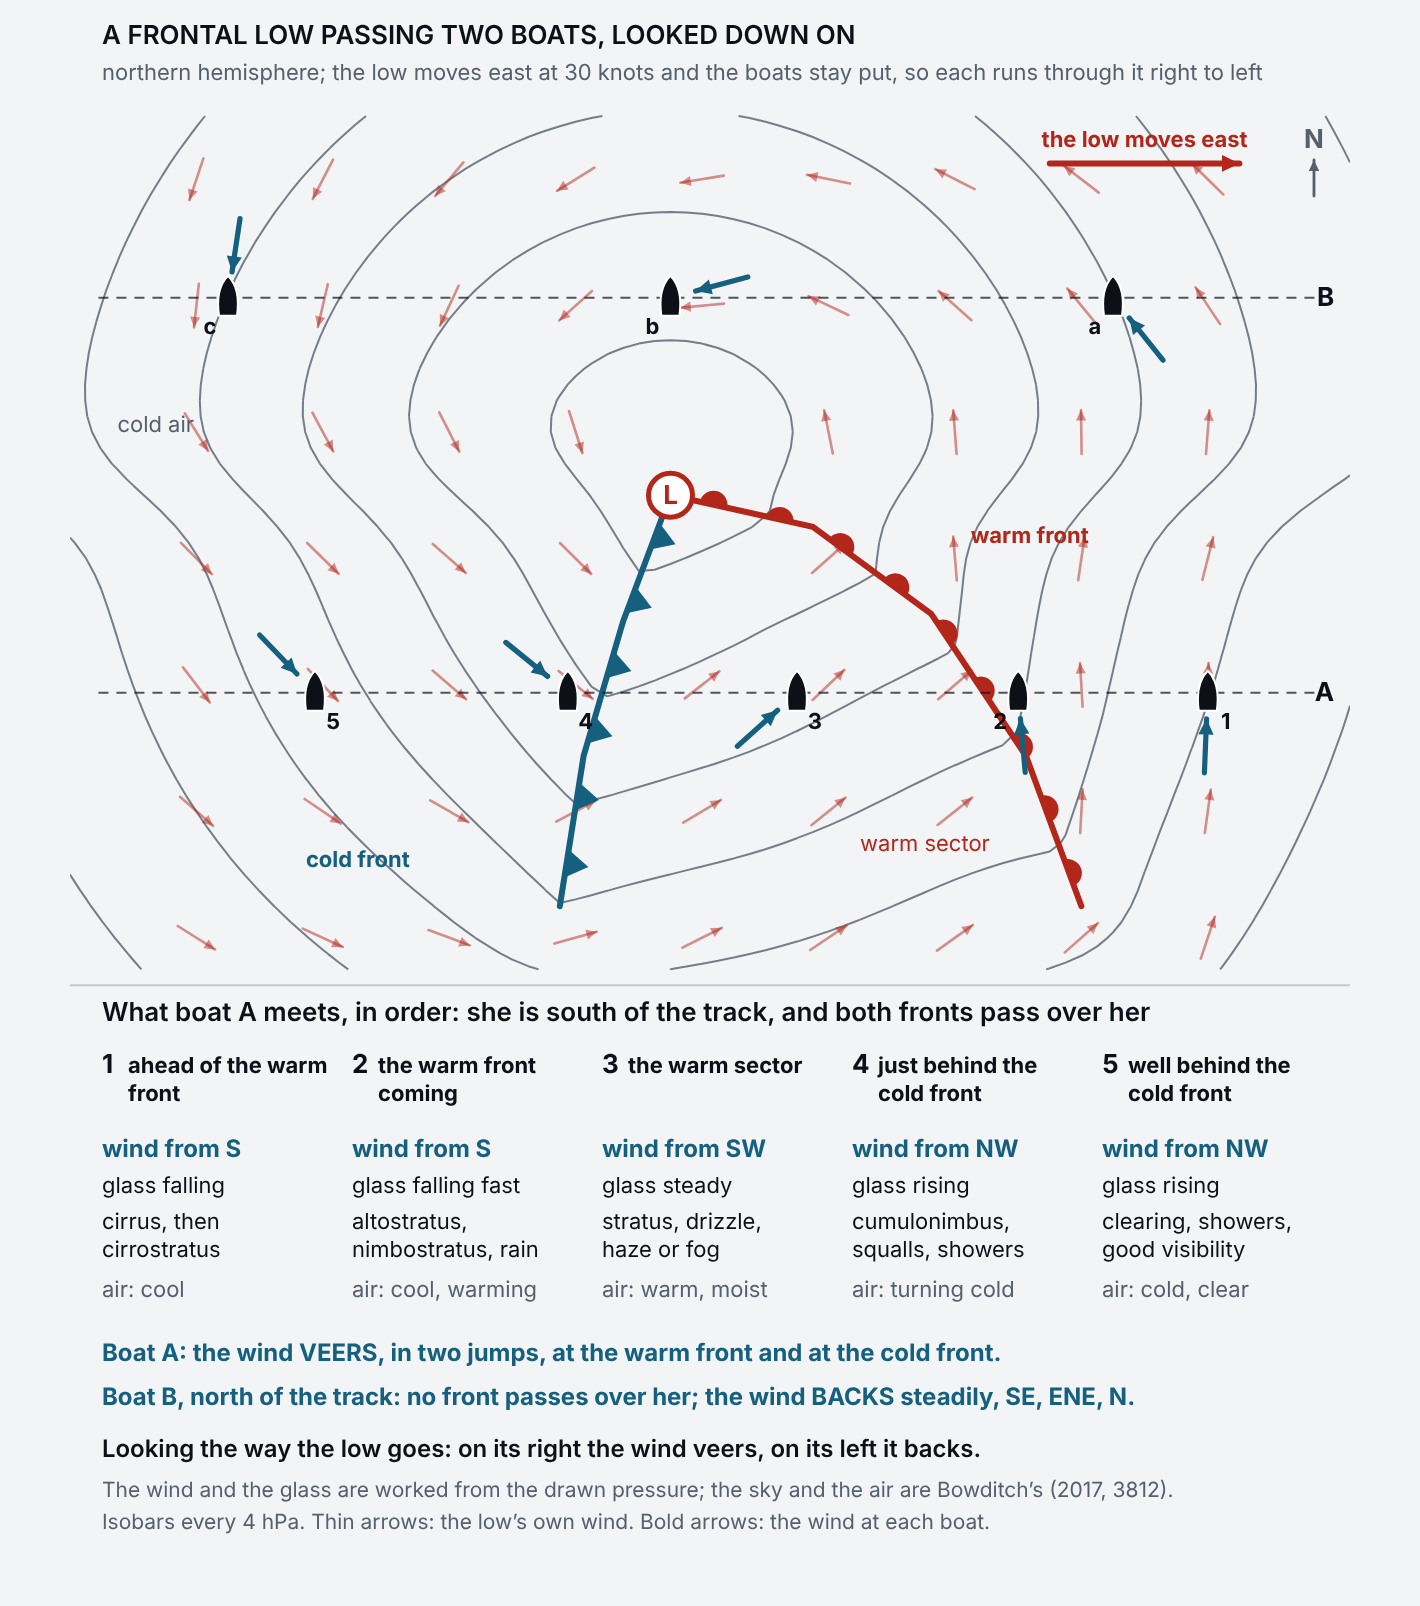 A FRONTAL LOW PASSING TWO BOATS, LOOKED DOWN ON
northern hemisphere; the low moves east at 30 knots and the boats stay put, so each runs through it right to left
the low moves east
N
B
c
b
a
cold air
L
warm front
A
5
4
3
2
1
cold front
warm sector
What boat A meets, in order: she is south of the track, and both fronts pass over her
1 ahead of the warm front
wind from S
glass falling
cirrus, then
cirrostratus
air: cool
2 the warm front coming
wind from S
glass falling fast
altostratus,
nimbostratus, rain
air: cool, warming
3 the warm sector
wind from SW
glass steady
stratus, drizzle,
haze or fog
air: warm, moist
4 just behind the cold front
wind from NW
glass rising
cumulonimbus,
squalls, showers
air: turning cold
5 well behind the cold front
wind from NW
glass rising
clearing, showers,
good visibility
air: cold, clear
Boat A: the wind VEERS, in two jumps, at the warm front and at the cold front.
Boat B, north of the track: no front passes over her; the wind BACKS steadily, SE, ENE, N.
Looking the way the low goes: on its right the wind veers, on its left it backs.
The wind and the glass are worked from the drawn pressure; the sky and the air are Bowditch’s (2017, 3812).
Isobars every 4 hPa. Thin arrows: the low’s own wind. Bold arrows: the wind at each boat.